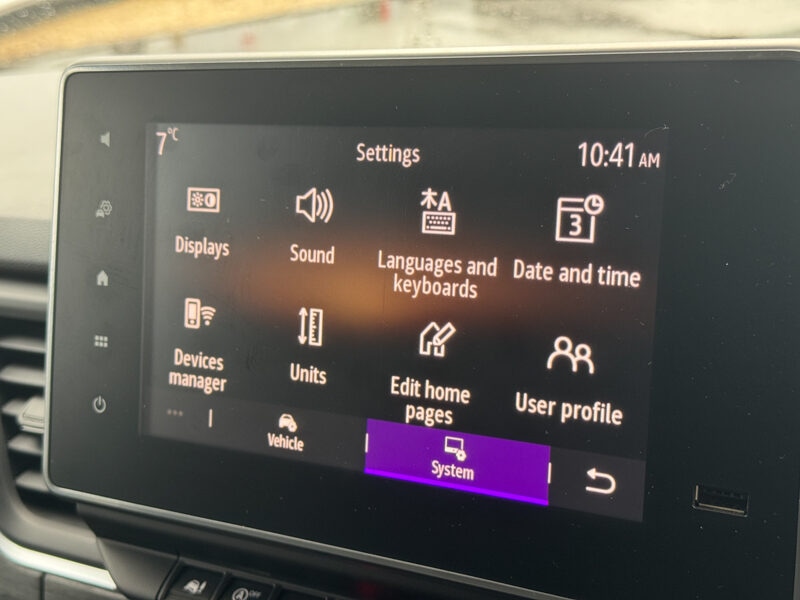 7°C
Settings
10:41 AM
Displays
Sound
Languages and
keyboards
Date and time
Devices
manager
Units
Edit home
pages
User profile
Vehicle
System
OFF